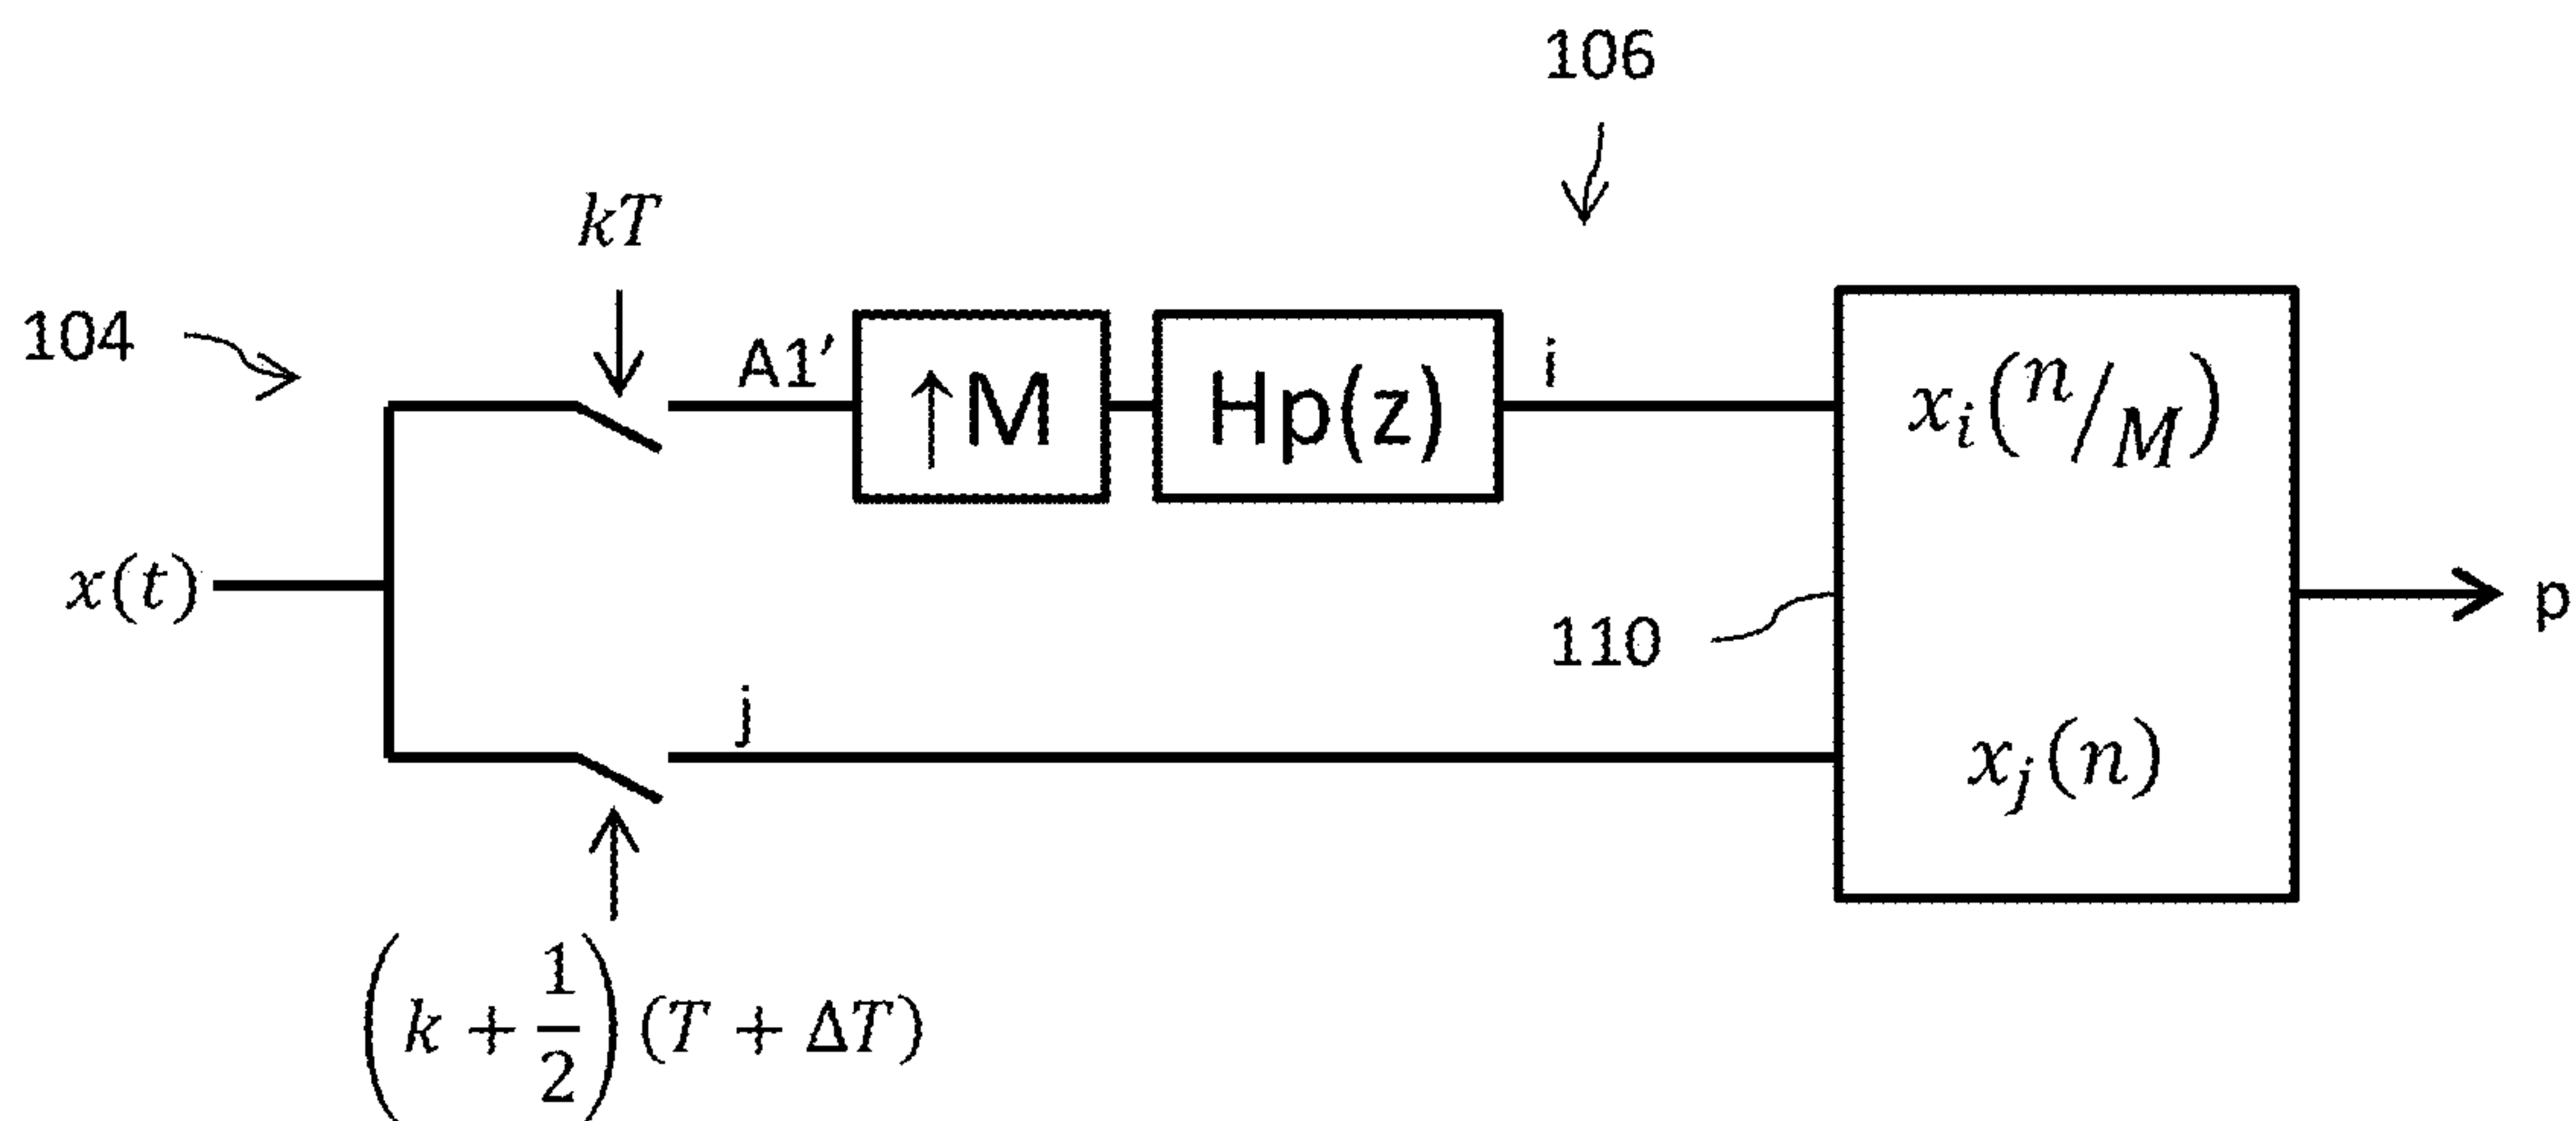 106
kT
104
A1′
↑M
Hp(z)
i
x_i(n/M)
x(t)
110
p
j
x_j(n)
(k + 1/2)(T + ΔT)